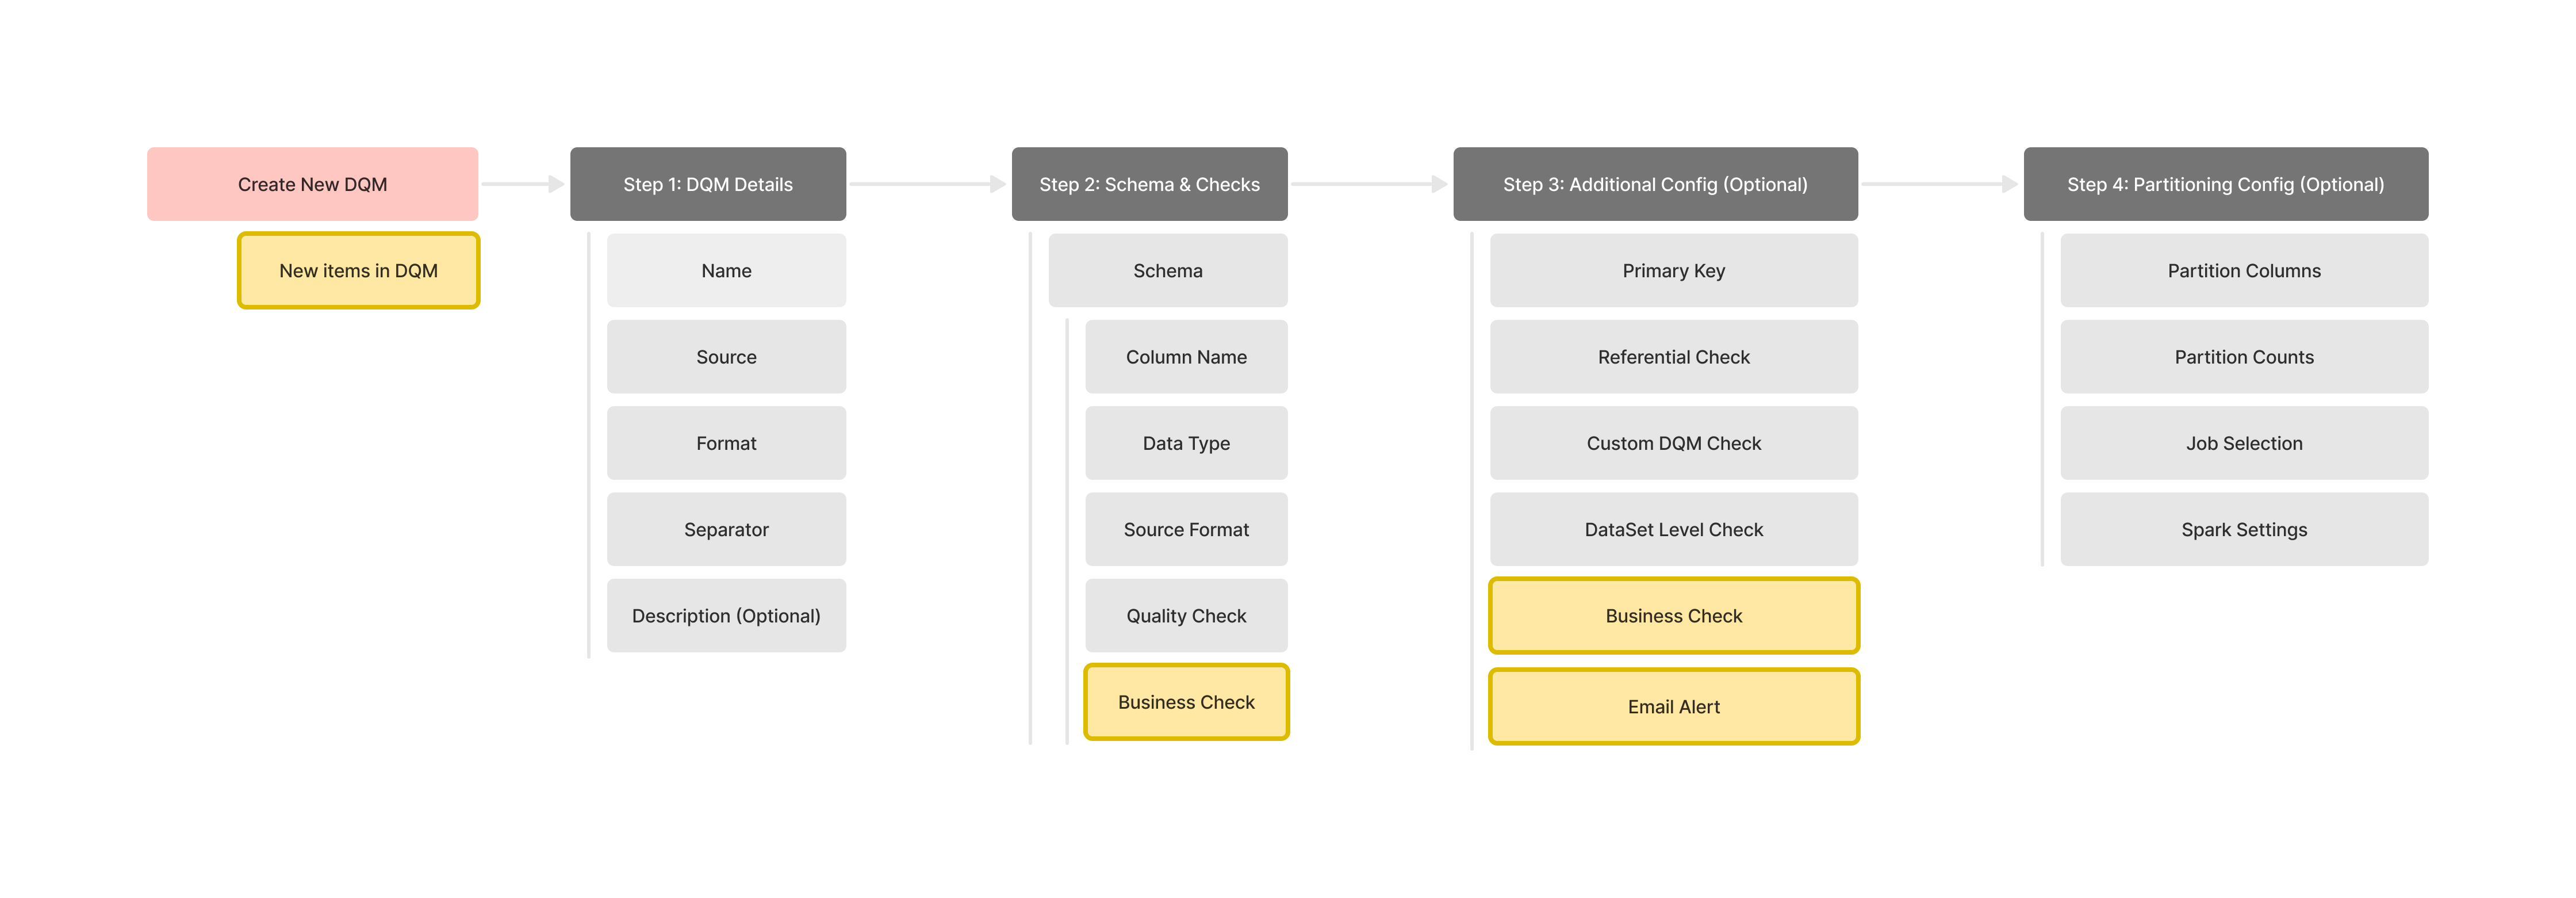 Create New DQM
New items in DQM
Step 1: DQM Details
Name
Source
Format
Separator
Description (Optional)
Step 2: Schema & Checks
Schema
Column Name
Data Type
Source Format
Quality Check
Business Check
Step 3: Additional Config (Optional)
Primary Key
Referential Check
Custom DQM Check
DataSet Level Check
Business Check
Email Alert
Step 4: Partitioning Config (Optional)
Partition Columns
Partition Counts
Job Selection
Spark Settings